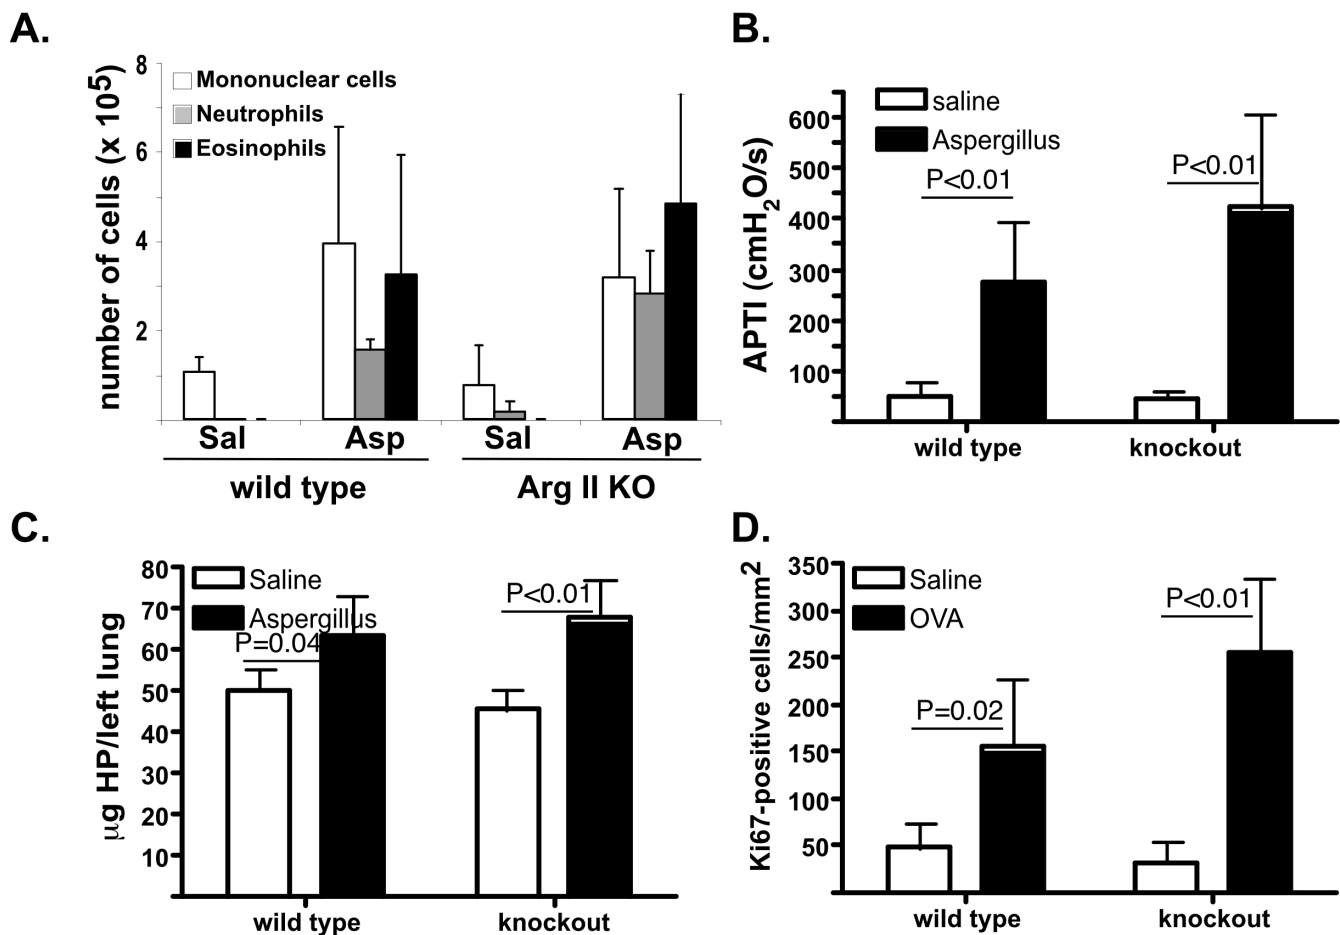 A.
number of cells (x 10⁵)
8
6
4
2
Mononuclear cells
Neutrophils
Eosinophils
Sal Asp Sal Asp
wild type Arg II KO
B.
APTI (cmH₂O/s)
600
500
400
300
200
100
saline
Aspergillus
P<0.01
P<0.01
wild type knockout
C.
µg HP/left lung
80
70
60
50
40
30
20
10
Saline
Aspergillus
P=0.04
P<0.01
wild type knockout
D.
Ki67-positive cells/mm²
350
300
250
200
150
100
50
Saline
OVA
P=0.02
P<0.01
wild type knockout